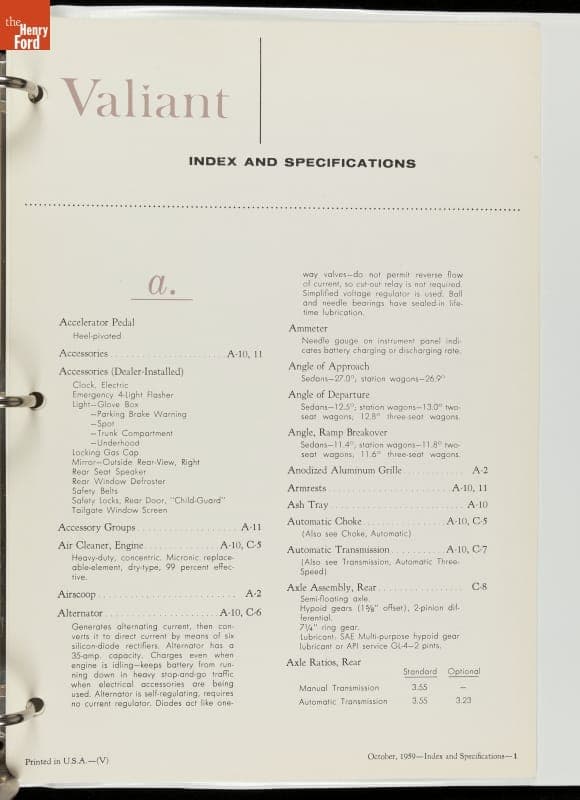 the
Henry
Ford
Valiant
INDEX AND SPECIFICATIONS
a.
Accelerator Pedal
Heel-pivoted
Accessories . . . . . . . . . . . . . . . . . . . . A-10, 11
Accessories (Dealer-Installed)
Clock, Electric
Emergency 4-Light Flasher
Light—Glove Box
—Parking Brake Warning
—Spot
—Trunk Compartment
—Underhood
Locking Gas Cap
Mirror—Outside Rear-View, Right
Rear Seat Speaker
Rear Window Defroster
Safety Belts
Safety Locks, Rear Door, "Child-Guard"
Tailgate Window Screen
Accessory Groups . . . . . . . . . . . . . . . . . . A-11
Air Cleaner, Engine . . . . . . . . . . . . . A-10, C-5
Heavy-duty, concentric. Micronic replace-
able-element, dry-type, 99 percent effec-
tive.
Airscoop . . . . . . . . . . . . . . . . . . . . . . . . A-2
Alternator . . . . . . . . . . . . . . . . . . . A-10, C-6
Generates alternating current, then con-
verts it to direct current by means of six
silicon-diode rectifiers. Alternator has a
35-amp. capacity. Charges even when
engine is idling—keeps battery from run-
ning down in heavy stop-and-go traffic
when electrical accessories are being
used. Alternator is self-regulating, requires
no current regulator. Diodes act like one-
way valves—do not permit reverse flow
of current, so cut-out relay is not required.
Simplified voltage regulator is used. Ball
and needle bearings have sealed-in life-
time lubrication.
Ammeter
Needle gauge on instrument panel indi-
cates battery charging or discharging rate.
Angle of Approach
Sedans—27.0°, station wagons—26.9°
Angle of Departure
Sedans—12.5°, station wagons—13.0° two-
seat wagons, 12.8° three-seat wagons.
Angle, Ramp Breakover
Sedans—11.4°, station wagons—11.8° two-
seat wagons, 11.6° three-seat wagons.
Anodized Aluminum Grille . . . . . . . . . . . A-2
Armrests . . . . . . . . . . . . . . . . . . . . . A-10, 11
Ash Tray . . . . . . . . . . . . . . . . . . . . . . . A-10
Automatic Choke . . . . . . . . . . . . . . A-10, C-5
(Also see Choke, Automatic)
Automatic Transmission . . . . . . . . . . A-10, C-7
(Also see Transmission, Automatic Three-
Speed)
Axle Assembly, Rear . . . . . . . . . . . . . . . C-8
Semi-floating axle.
Hypoid gears (1⅝" offset), 2-pinion dif-
ferential.
7¼" ring gear.
Lubricant: SAE Multi-purpose hypoid gear
lubricant or API service GL-4—2 pints.
Axle Ratios, Rear
Standard Optional
Manual Transmission 3.55 —
Automatic Transmission 3.55 3.23
Printed in U.S.A.—(V)
October, 1959—Index and Specifications—1